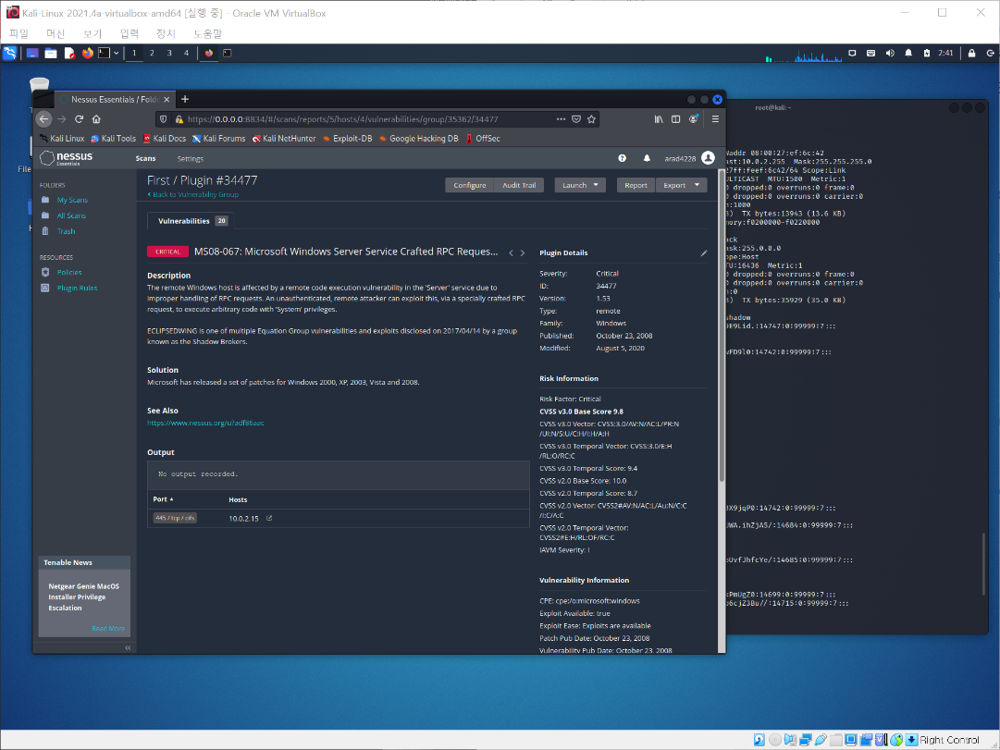 Kali-Linux-2021.4a-virtualbox-amd64 [실행 중] - Oracle VM VirtualBox
파일 머신 보기 입력 장치 도움말
1 2 3 4
2:41
Nessus Essentials / Folde
root@kali: ~
https://0.0.0.0:8834/#/scans/reports/5/hosts/4/vulnerabilities/group/35362/34477
Kali Linux Kali Tools Kali Docs Kali Forums Kali NetHunter Exploit-DB Google Hacking DB OffSec
nessus
Essentials
Scans Settings
arad4228
FOLDERS
My Scans
All Scans
Trash
RESOURCES
Policies
Plugin Rules
First / Plugin #34477
Back to Vulnerability Group
Configure Audit Trail Launch Report Export
Vulnerabilities 20
CRITICAL MS08-067: Microsoft Windows Server Service Crafted RPC Reques...
Description
The remote Windows host is affected by a remote code execution vulnerability in the 'Server' service due to
improper handling of RPC requests. An unauthenticated, remote attacker can exploit this, via a specially crafted RPC
request, to execute arbitrary code with 'System' privileges.
ECLIPSEDWING is one of multiple Equation Group vulnerabilities and exploits disclosed on 2017/04/14 by a group
known as the Shadow Brokers.
Solution
Microsoft has released a set of patches for Windows 2000, XP, 2003, Vista and 2008.
See Also
https://www.nessus.org/u?adf86aac
Output
No output recorded.
Port Hosts
445 / tcp / cifs 10.0.2.15
Plugin Details
Severity: Critical
ID: 34477
Version: 1.53
Type: remote
Family: Windows
Published: October 23, 2008
Modified: August 5, 2020
Risk Information
Risk Factor: Critical
CVSS v3.0 Base Score 9.8
CVSS v3.0 Vector: CVSS:3.0/AV:N/AC:L/PR:N
/UI:N/S:U/C:H/I:H/A:H
CVSS v3.0 Temporal Vector: CVSS:3.0/E:H
/RL:O/RC:C
CVSS v3.0 Temporal Score: 9.4
CVSS v2.0 Base Score: 10.0
CVSS v2.0 Temporal Score: 8.7
CVSS v2.0 Vector: CVSS2#AV:N/AC:L/Au:N/C:C
/I:C/A:C
CVSS v2.0 Temporal Vector:
CVSS2#E:H/RL:OF/RC:C
IAVM Severity: I
Vulnerability Information
CPE: cpe:/o:microsoft:windows
Exploit Available: true
Exploit Ease: Exploits are available
Patch Pub Date: October 23, 2008
Vulnerability Pub Date: October 23, 2008
Tenable News
Netgear Genie MacOS
Installer Privilege
Escalation
Read More
Waddr 08:00:27:ef:6c:42
ast:10.0.2.255 Mask:255.255.255.0
27ff:feef:6c42/64 Scope:Link
ULTICAST MTU:1500 Metric:1
0 dropped:0 overruns:0 frame:0
) dropped:0 overruns:0 carrier:0
n:1000
3) TX bytes:13943 (13.6 KB)
mory:f0200000-f0220000
ack
ask:255.0.0.0
ope:Host
TU:16436 Metric:1
0 dropped:0 overruns:0 frame:0
) dropped:0 overruns:0 carrier:0
n:0
3) TX bytes:35929 (35.0 KB)
shadow
9E9Lid.:14747:0:99999:7:::
vFD9l0:14742:0:99999:7:::
JX9jqP0:14742:0:99999:7:::
UWA.ihZjA5/:14684:0:99999:7:::
oUvfJhfcYe/:14685:0:99999:7:::
kPmUgZ0:14699:0:99999:7:::
p6cjZ3Bu//:14715:0:99999:7:::
Right Control